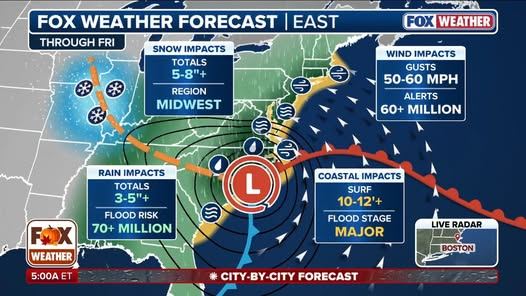 FOX WEATHER FORECAST | EAST
FOX WEATHER
THROUGH FRI
SNOW IMPACTS
TOTALS
5-8"+
REGION
MIDWEST
WIND IMPACTS
GUSTS
50-60 MPH
ALERTS
60+ MILLION
RAIN IMPACTS
TOTALS
3-5"+
FLOOD RISK
70+ MILLION
L
COASTAL IMPACTS
SURF
10-12'+
FLOOD STAGE
MAJOR
LIVE RADAR
BOSTON
FOX
WEATHER
5:00A ET
CITY-BY-CITY FORECAST